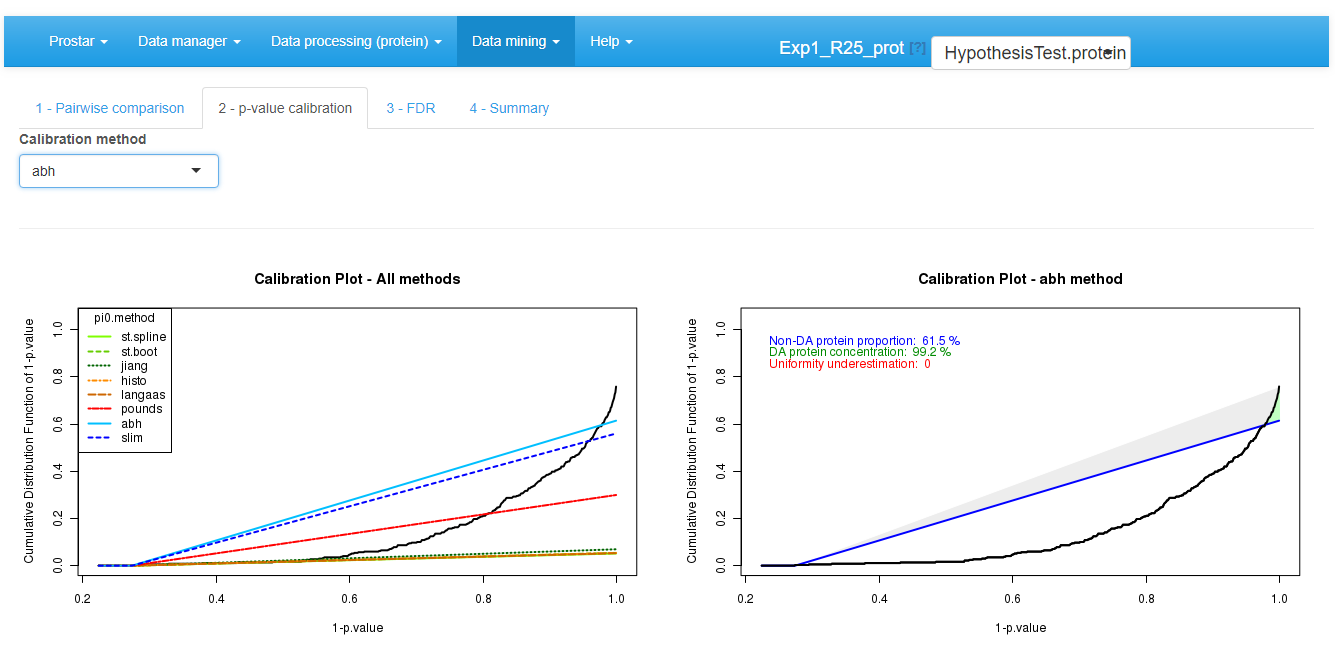 Prostar Data manager Data processing (protein) Data mining Help Exp1_R25_prot [?] HypothesisTest.protein
1 - Pairwise comparison 2 - p-value calibration 3 - FDR 4 - Summary
Calibration method
abh
Calibration Plot - All methods
Cumulative Distribution Function of 1-p.value
1.0
0.8
0.6
0.4
0.2
0.0
pi0.method
st.spline
st.boot
jiang
histo
langaas
pounds
abh
slim
0.2 0.4 0.6 0.8 1.0
1-p.value
Calibration Plot - abh method
Cumulative Distribution Function of 1-p.value
1.0
0.8
0.6
0.4
0.2
0.0
Non-DA protein proportion: 61.5 %
DA protein concentration: 99.2 %
Uniformity underestimation: 0
0.2 0.4 0.6 0.8 1.0
1-p.value